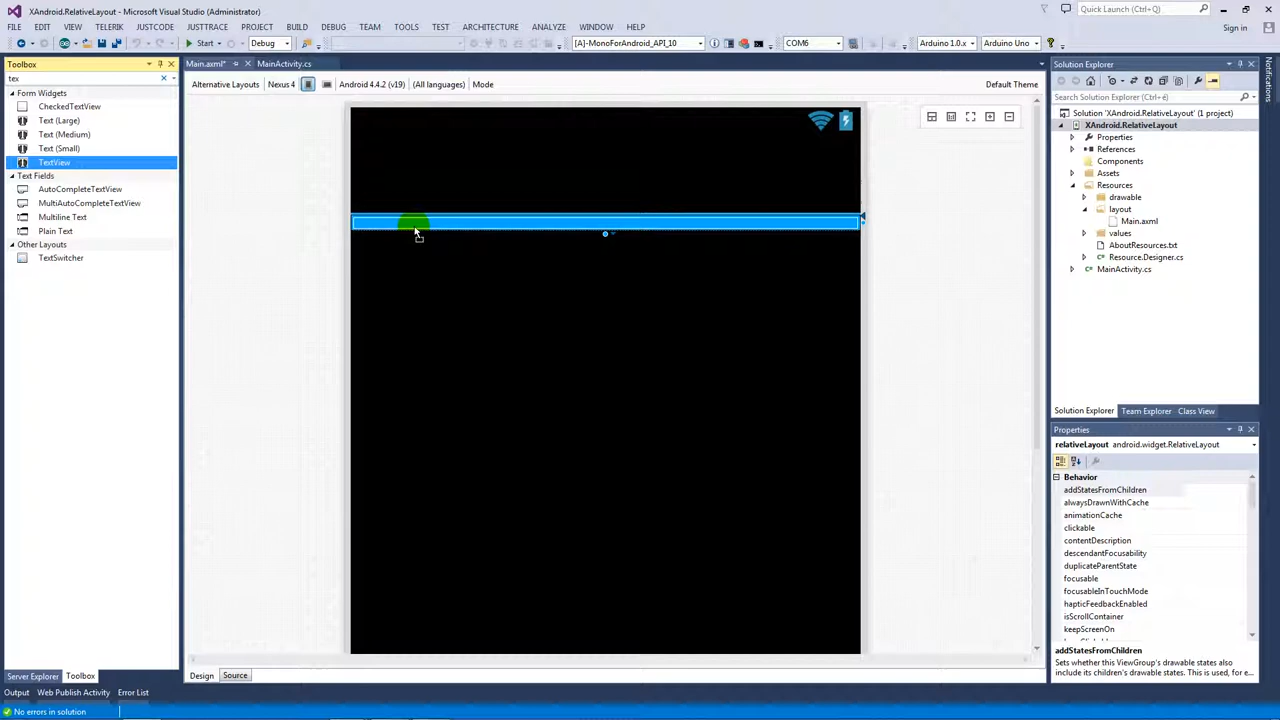 XAndroid.RelativeLayout - Microsoft Visual Studio (Administrator)
Quick Launch (Ctrl+Q)
FILE EDIT VIEW TELERIK JUSTCODE JUSTTRACE PROJECT BUILD DEBUG TEAM TOOLS TEST ARCHITECTURE ANALYZE WINDOW HELP
Sign in
Start Debug [A]-MonoForAndroid_API_10 COM6 Arduino 1.0.x Arduino Uno
Toolbox
tex
Form Widgets
CheckedTextView
Text (Large)
Text (Medium)
Text (Small)
TextView
Text Fields
AutoCompleteTextView
MultiAutoCompleteTextView
Multiline Text
Plain Text
Other Layouts
TextSwitcher
Server Explorer Toolbox
Main.axml* MainActivity.cs
Alternative Layouts Nexus 4 Android 4.4.2 (v19) (All languages) Mode Default Theme
Design Source
Solution Explorer
Search Solution Explorer (Ctrl+č)
Solution 'XAndroid.RelativeLayout' (1 project)
XAndroid.RelativeLayout
Properties
References
Components
Assets
Resources
drawable
layout
Main.axml
values
AboutResources.txt
Resource.Designer.cs
MainActivity.cs
Solution Explorer Team Explorer Class View
Properties
relativeLayout android.widget.RelativeLayout
Behavior
addStatesFromChildren
alwaysDrawnWithCache
animationCache
clickable
contentDescription
descendantFocusability
duplicateParentState
focusable
focusableInTouchMode
hapticFeedbackEnabled
isScrollContainer
keepScreenOn
addStatesFromChildren
Sets whether this ViewGroup's drawable states also
include its children's drawable states. This is used, for e...
Notifications
Output Web Publish Activity Error List
No errors in solution